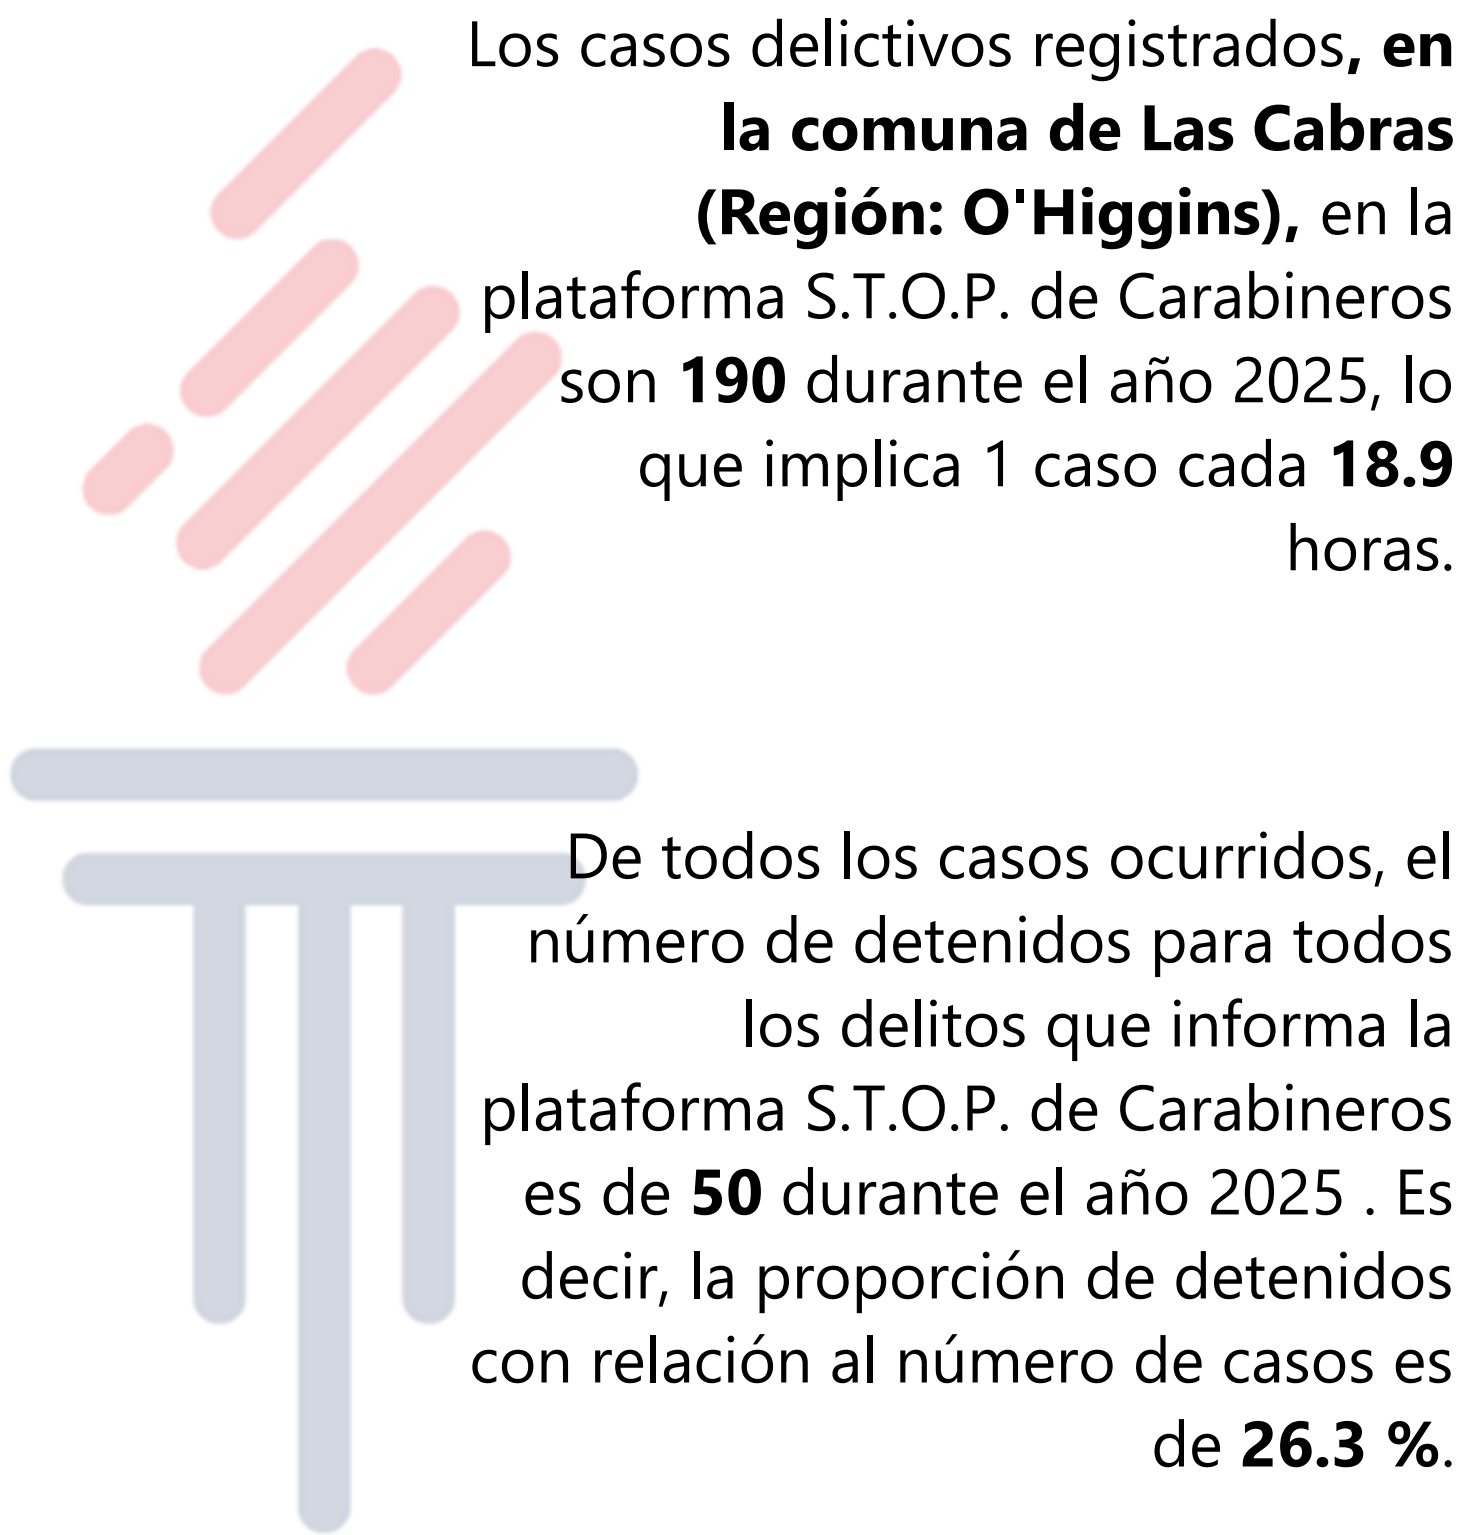 Los casos delictivos registrados, en
la comuna de Las Cabras
(Región: O'Higgins), en la
plataforma S.T.O.P. de Carabineros
son 190 durante el año 2025, lo
que implica 1 caso cada 18.9
horas.
De todos los casos ocurridos, el
número de detenidos para todos
los delitos que informa la
plataforma S.T.O.P. de Carabineros
es de 50 durante el año 2025 . Es
decir, la proporción de detenidos
con relación al número de casos es
de 26.3 %.